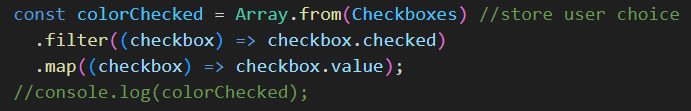 const colorChecked = Array.from(Checkboxes) //store user choice
  .filter((checkbox) => checkbox.checked)
  .map((checkbox) => checkbox.value);
//console.log(colorChecked);